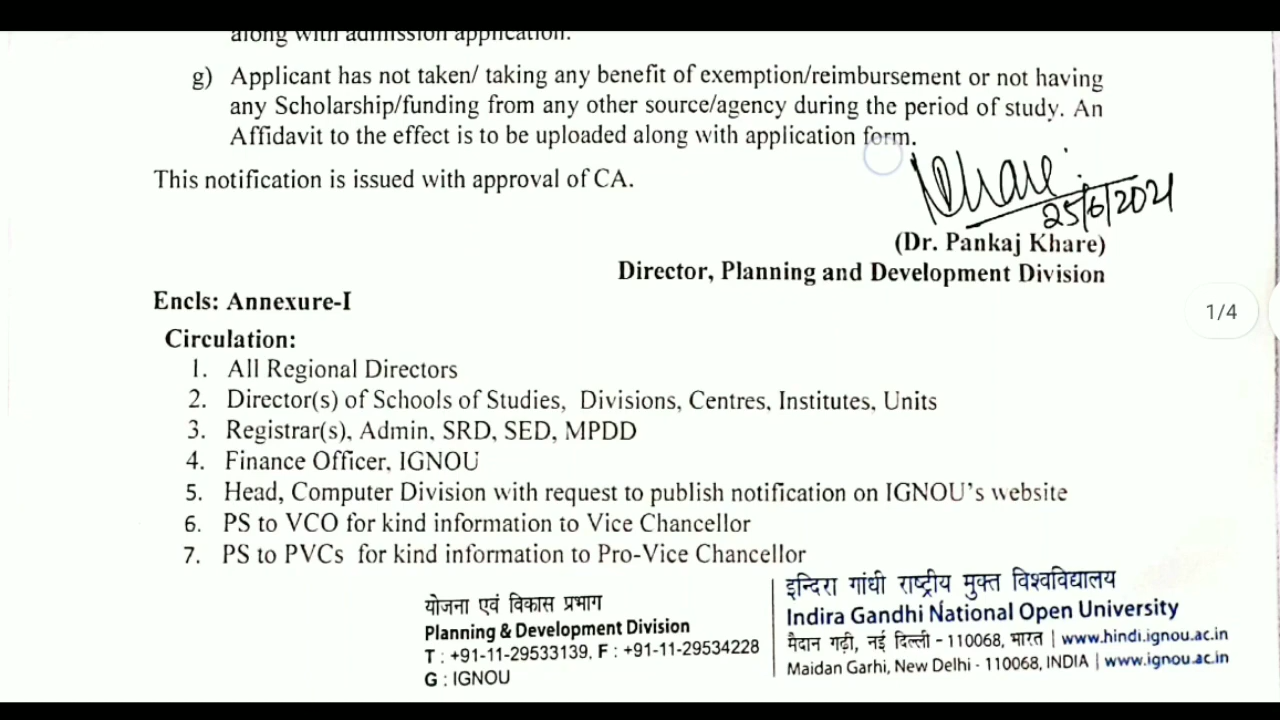 along with admission application.
g) Applicant has not taken/ taking any benefit of exemption/reimbursement or not having
any Scholarship/funding from any other source/agency during the period of study. An
Affidavit to the effect is to be uploaded along with application form.
This notification is issued with approval of CA.
Khare
25/6/2021
(Dr. Pankaj Khare)
Director, Planning and Development Division
Encls: Annexure-I
1/4
Circulation:
1. All Regional Directors
2. Director(s) of Schools of Studies, Divisions, Centres, Institutes, Units
3. Registrar(s), Admin, SRD, SED, MPDD
4. Finance Officer, IGNOU
5. Head, Computer Division with request to publish notification on IGNOU's website
6. PS to VCO for kind information to Vice Chancellor
7. PS to PVCs for kind information to Pro-Vice Chancellor
योजना एवं विकास प्रभाग
Planning & Development Division
T : +91-11-29533139, F : +91-11-29534228
G : IGNOU
इन्दिरा गांधी राष्ट्रीय मुक्त विश्वविद्यालय
Indira Gandhi National Open University
मैदान गढ़ी, नई दिल्ली - 110068, भारत | www.hindi.ignou.ac.in
Maidan Garhi, New Delhi - 110068, INDIA | www.ignou.ac.in